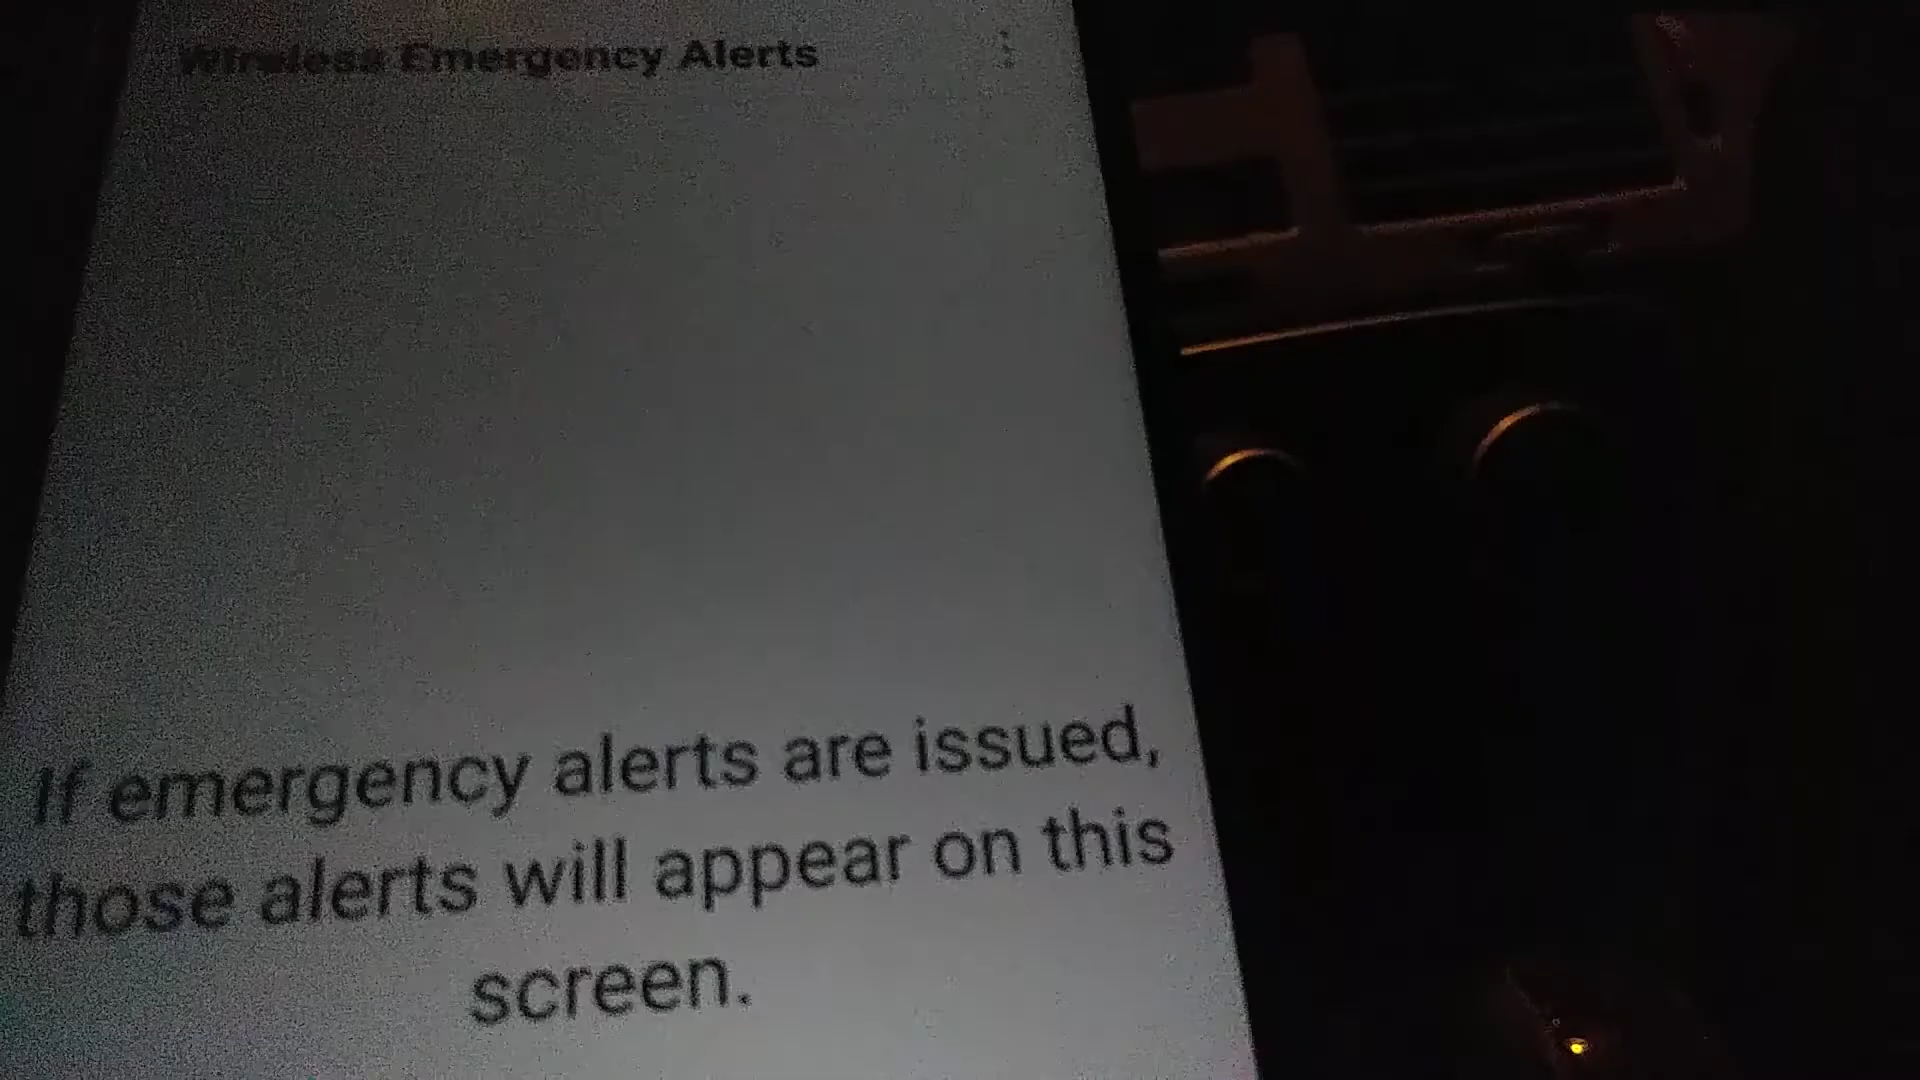 Wireless Emergency Alerts
If emergency alerts are issued,
those alerts will appear on this
screen.